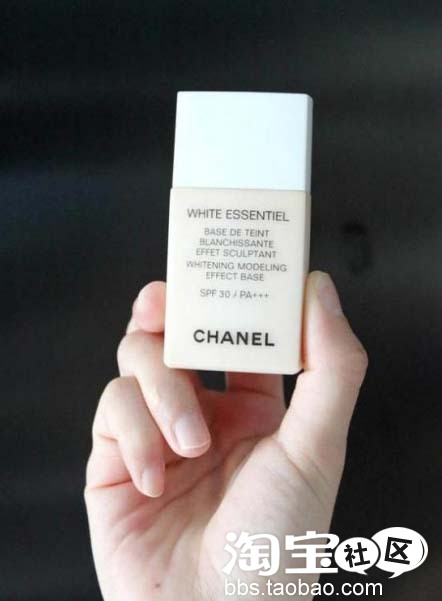 WHITE ESSENTIEL
BASE DE TEINT
BLANCHISSANTE
EFFET SCULPTANT
WHITENING MODELING
EFFECT BASE
SPF 30 / PA+++
CHANEL
淘宝社区
bbs.taobao.com